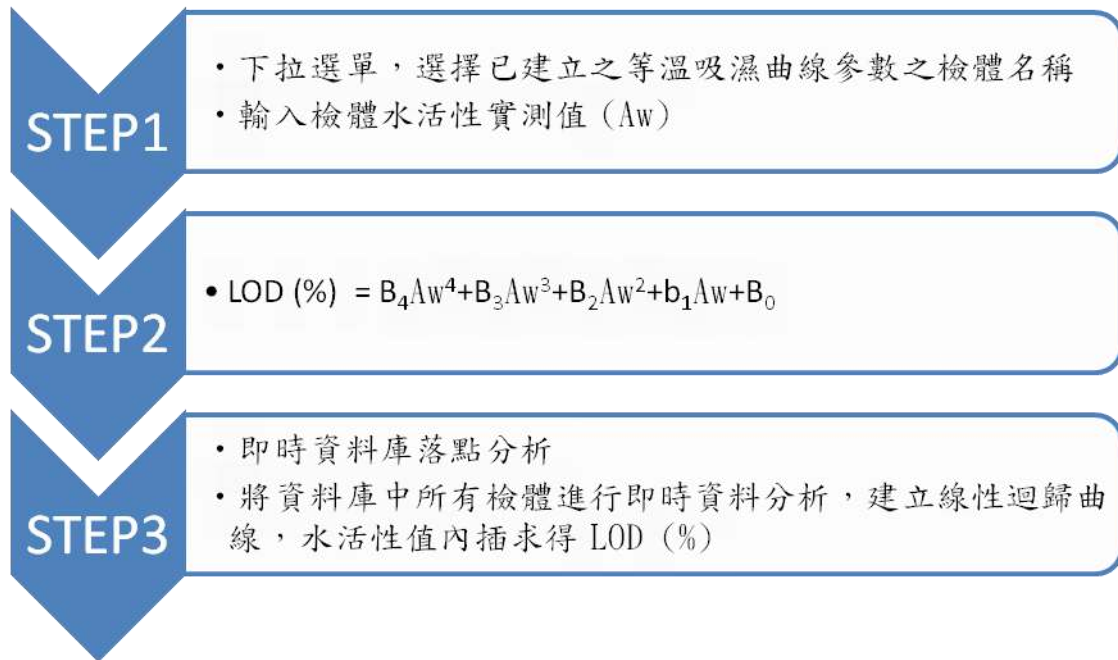 STEP1
• 下拉選單，選擇已建立之等溫吸濕曲線參數之檢體名稱
• 輸入檢體水活性實測值（Aw）
STEP2
• LOD (%) = B₄Aw⁴+B₃Aw³+B₂Aw²+b₁Aw+B₀
STEP3
• 即時資料庫落點分析
• 將資料庫中所有檢體進行即時資料分析，建立線性迴歸曲
線，水活性值內插求得 LOD (%)